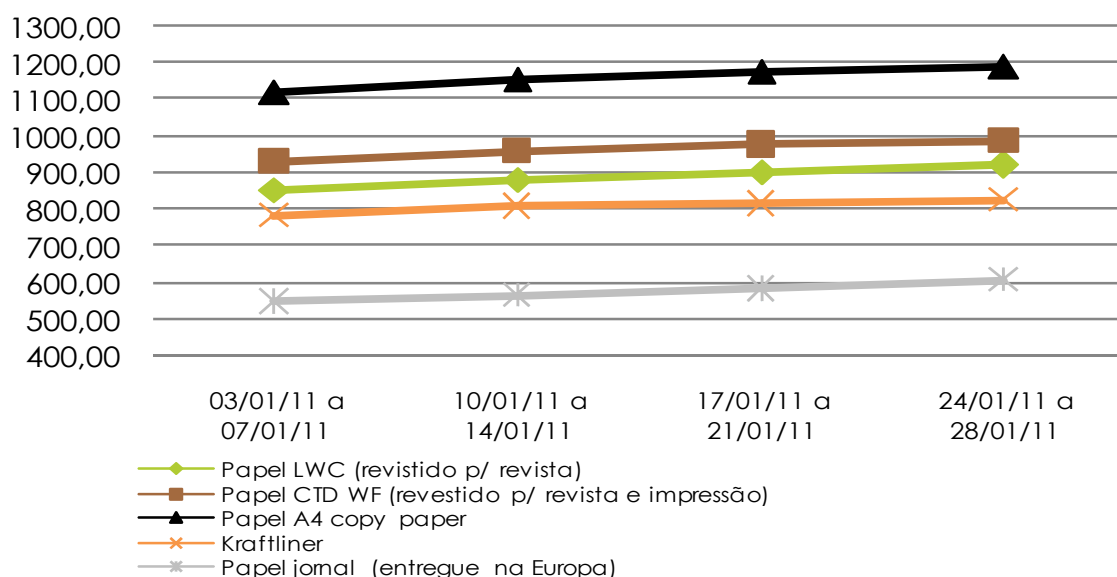 1300,00
1200,00
1100,00
1000,00
900,00
800,00
700,00
600,00
500,00
400,00
03/01/11 a
07/01/11
10/01/11 a
14/01/11
17/01/11 a
21/01/11
24/01/11 a
28/01/11
Papel LWC (revistido p/ revista)
Papel CTD WF (revestido p/ revista e impressão)
Papel A4 copy paper
Kraftliner
Papel jornal (entregue na Europa)